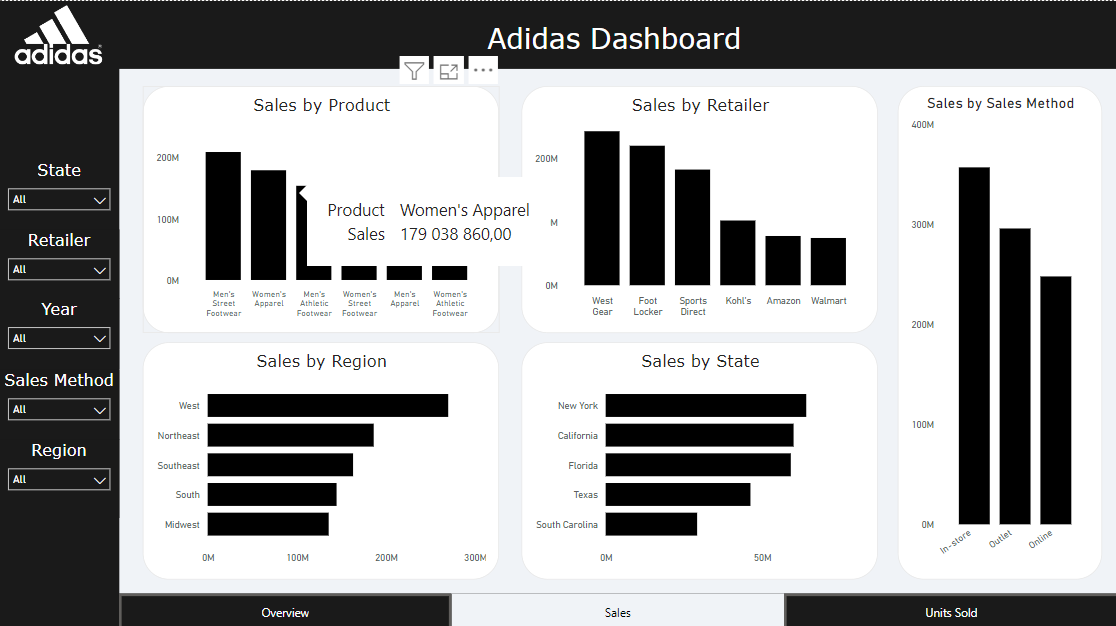 adidas
Adidas Dashboard
State
All
Retailer
All
Year
All
Sales Method
All
Region
All
Sales by Product
200M
100M
0M
Product Women's Apparel
Sales 179 038 860,00
Men's Street Footwear
Women's Apparel
Men's Athletic Footwear
Women's Street Footwear
Men's Apparel
Women's Athletic Footwear
Sales by Retailer
200M
M
0M
West Gear
Foot Locker
Sports Direct
Kohl's
Amazon
Walmart
Sales by Region
West
Northeast
Southeast
South
Midwest
0M 100M 200M 300M
Sales by State
New York
California
Florida
Texas
South Carolina
0M 50M
Sales by Sales Method
400M
300M
200M
100M
0M
In-store
Outlet
Online
Overview
Sales
Units Sold